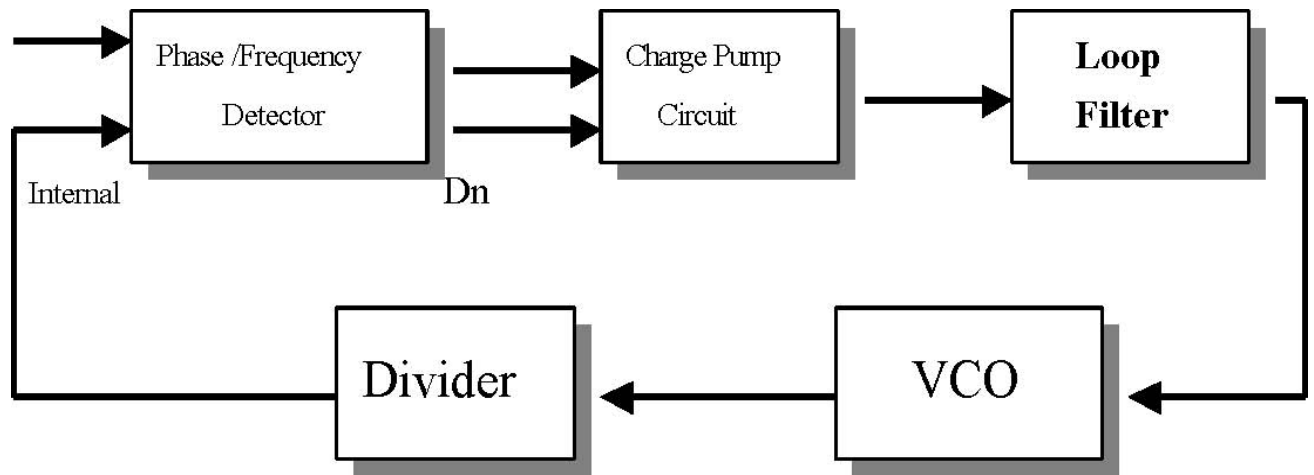 Phase /Frequency
Detector
Charge Pump
Circuit
Loop
Filter
Internal
Dn
Divider
VCO